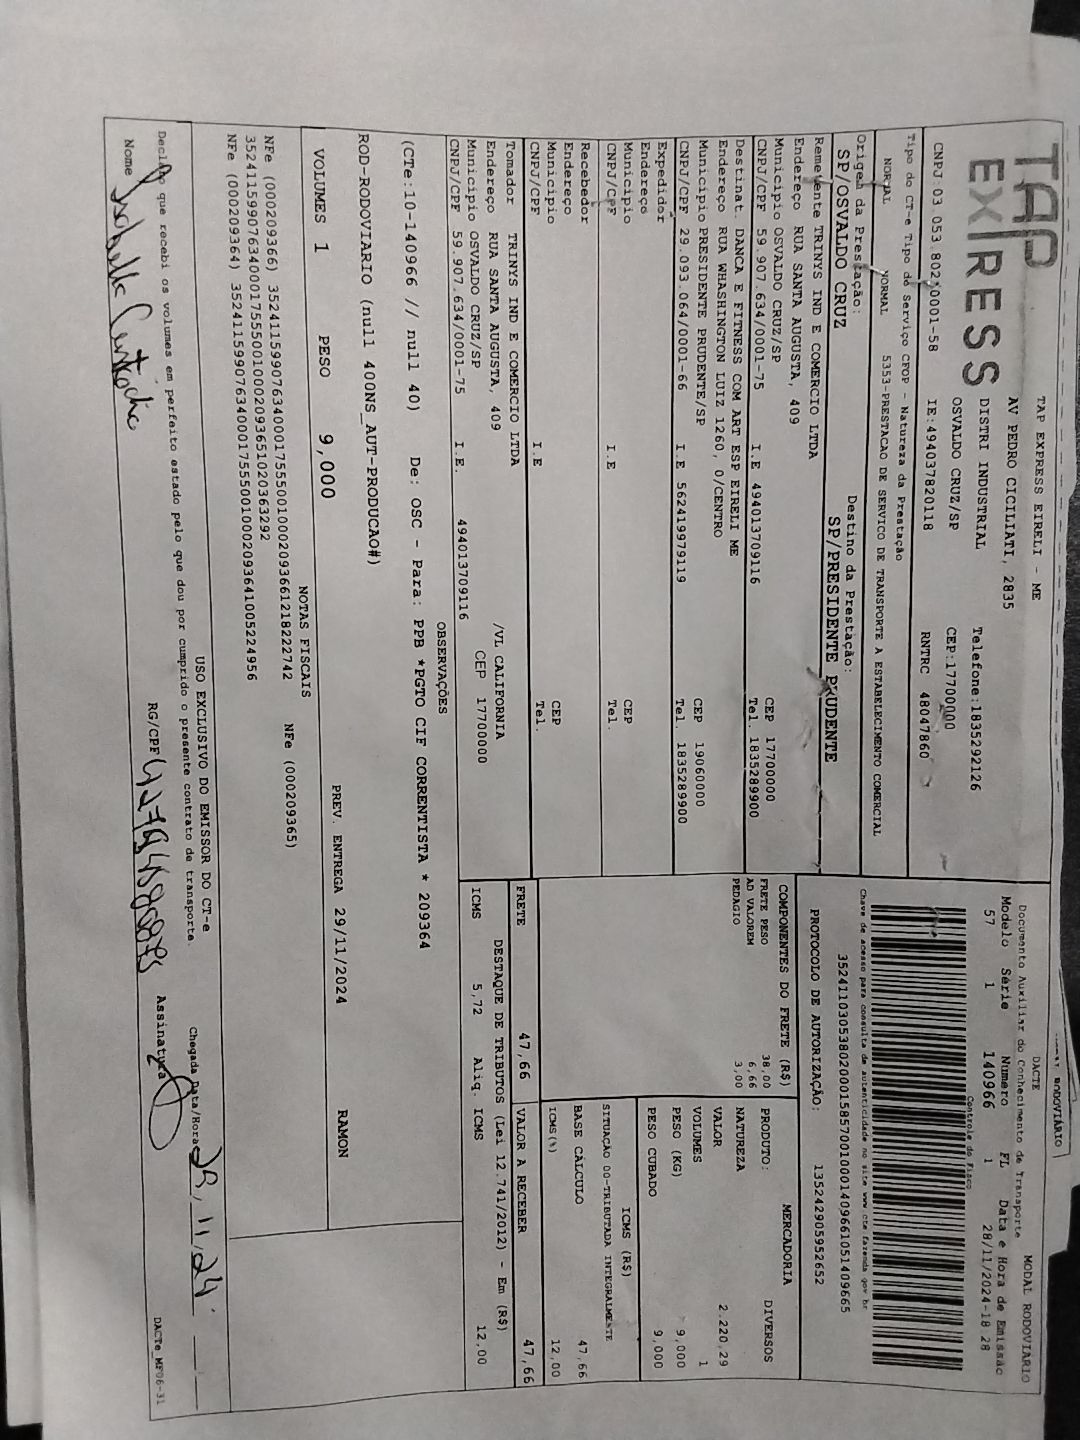 TAP
EXPRESS
TAP EXPRESS EIRELI - ME
AV PEDRO CICILIATI, 2835
DISTRI INDUSTRIAL
Telefone:1835292126
OSVALDO CRUZ/SP
CEP:17700000
CNPJ:03.053.802/0001-58
IE:494037820118
RNTRC 48047860
DACTE
MODAL RODOVIÁRIO
Documento Auxiliar do Conhecimento de Transporte
Modelo Série Numero FL Data e Hora de Emissão
57 1 140966 1 28/11/2024-18 28
Controle do Fisco
Tipo do CT-e Tipo do Serviço CFOP - Natureza da Prestação
NORMAL NORMAL 5353-PRESTACAO DE SERVICO DE TRANSPORTE A ESTABELECIMENTO COMERCIAL
Chave de acesso para consulta de autenticidade no site www cte fazenda gov br
35241103053802000158570010001409661051409665
PROTOCOLO DE AUTORIZAÇÃO: 135242905952652
Origem da Prestação:
SP/OSVALDO CRUZ
Destino da Prestação:
SP/PRESIDENTE PRUDENTE
Remetente TRINYS IND E COMERCIO LTDA
Endereço RUA SANTA AUGUSTA, 409
Municipio OSVALDO CRUZ/SP CEP 17700000
CNPJ/CPF 59.907.634/0001-75 I.E 494013709116 Tel. 1835289900
Destinat. DANCA E FITNESS COM ART ESP EIRELI ME
Endereço RUA WHASHINGTON LUIZ 1260, 0/CENTRO
Municipio PRESIDENTE PRUDENTE/SP CEP 19060000
CNPJ/CPF 29.093.064/0001-66 I.E 562419979119 Tel. 1835289900
Expedidor
Endereço
Municipio CEP
CNPJ/CPF I.E Tel.
Recebedor
Endereço
Municipio CEP
CNPJ/CPF I.E Tel.
Tomador TRINYS IND E COMERCIO LTDA
Endereço RUA SANTA AUGUSTA, 409 /VL CALIFORNIA
Municipio OSVALDO CRUZ/SP CEP 17700000
CNPJ/CPF 59.907.634/0001-75 I.E. 494013709116
COMPONENTES DO FRETE (R$)
FRETE PESO 38,00
AD VALOREM 6,66
PEDAGIO 3,00
MERCADORIA
PRODUTO: DIVERSOS
NATUREZA
VALOR 2.220,29
VOLUMES 1
PESO (KG) 9,000
PESO CUBADO 9,000
ICMS (R$)
SITUAÇÃO 00-TRIBUTADA INTEGRALMENTE
BASE CÁLCULO 47,66
ICMS (%) 12,00
FRETE 47,66
VALOR A RECEBER 47,66
DESTAQUE DE TRIBUTOS (Lei 12.741/2012) - Em (R$)
ICMS 5,72 Aliq. ICMS 12,00
OBSERVAÇÕES
(CTe:10-140966 // null 40) De: OSC - Para: PPB *PGTO CIF CORRENTISTA * 209364
ROD-RODOVIARIO (null 400NS_AUT-PRODUCAO#)
VOLUMES 1 PESO 9,000 PREV. ENTREGA 29/11/2024 RAMON
NOTAS FISCAIS
NFe (000209366) 35241159907634000175550010002093661218222742 NFe (000209365)
35241159907634000175550010002093651020363292
NFe (000209364) 35241159907634000175550010002093641005224956
USO EXCLUSIVO DO EMISSOR DO CT-e
Declaro que recebi os volumes em perfeito estado pelo que dou por cumprido o presente contrato de transporte.
Chegada Data/Hora
Nome RG/CPF Assinatura
DACTe_MP06-31